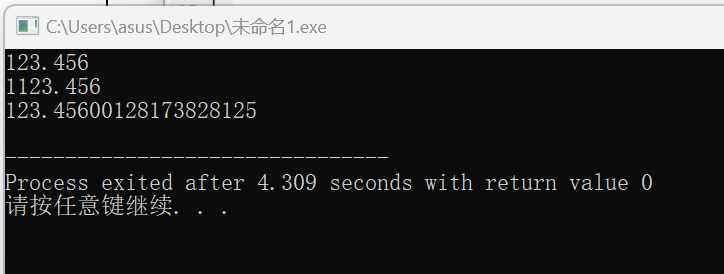 C:\Users\asus\Desktop\未命名1.exe
123.456
1123.456
123.45600128173828125
--------------------------------
Process exited after 4.309 seconds with return value 0
请按任意键继续. . .